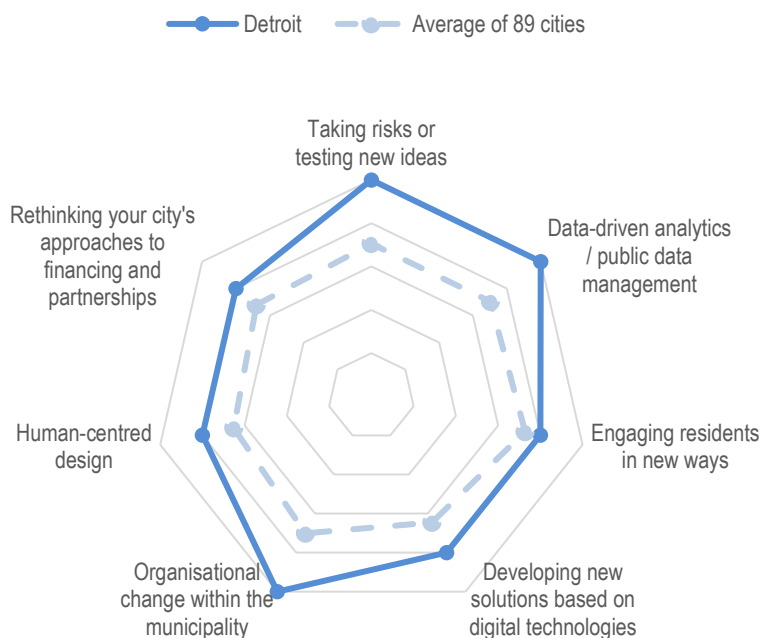 Detroit
Average of 89 cities
Taking risks or
testing new ideas
Data-driven analytics
/ public data
management
Engaging residents
in new ways
Developing new
solutions based on
digital technologies
Organisational
change within the
municipality
Human-centred
design
Rethinking your city's
approaches to
financing and
partnerships